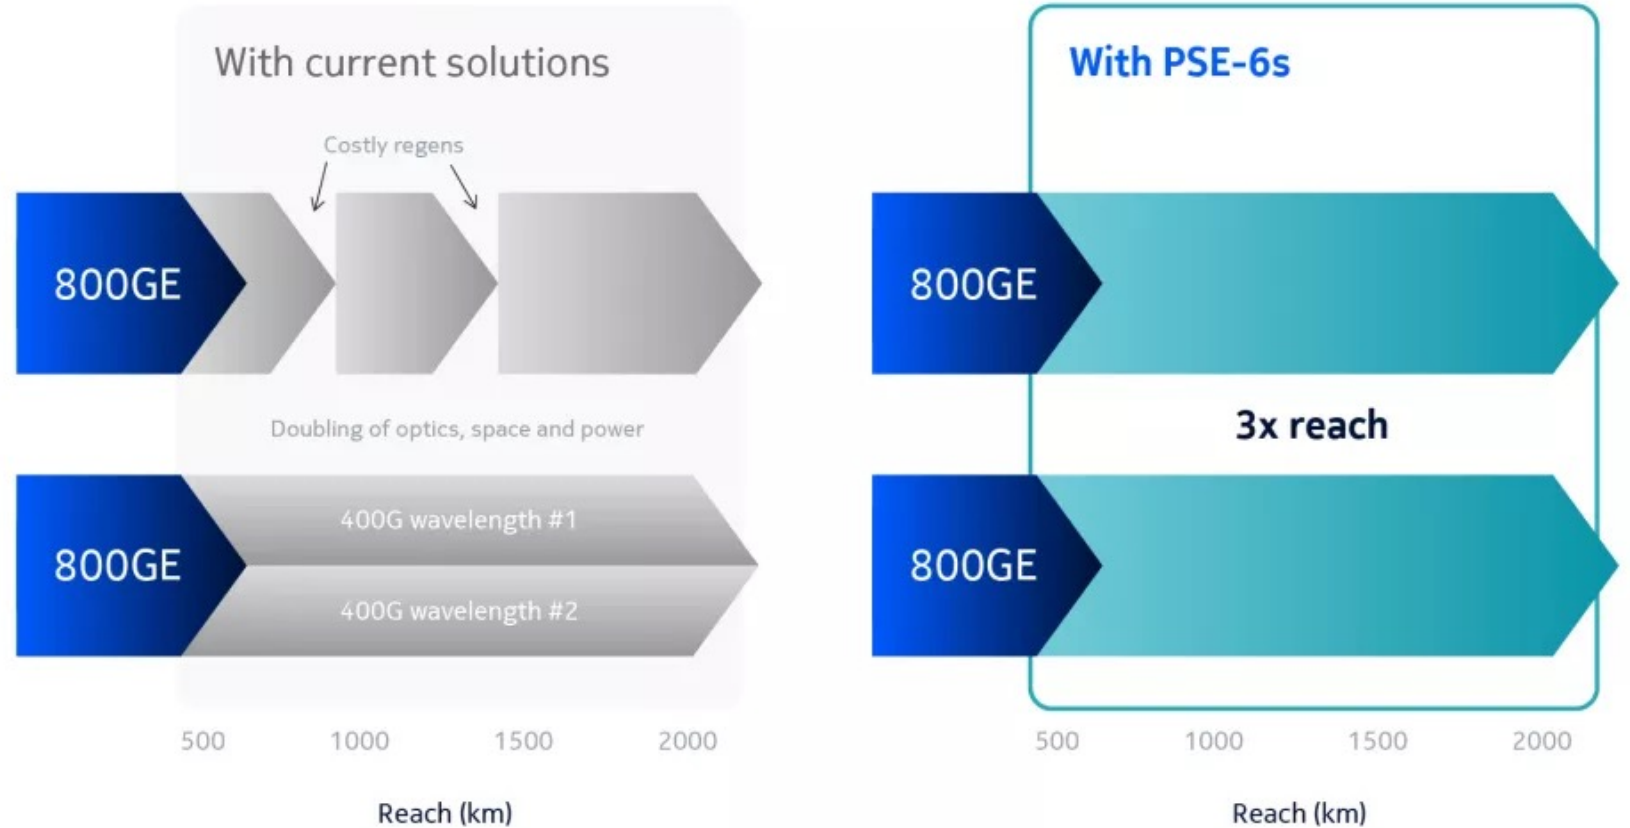 With current solutions
Costly regens
800GE
Doubling of optics, space and power
800GE
400G wavelength #1
400G wavelength #2
500 1000 1500 2000
Reach (km)
With PSE-6s
800GE
3x reach
800GE
500 1000 1500 2000
Reach (km)